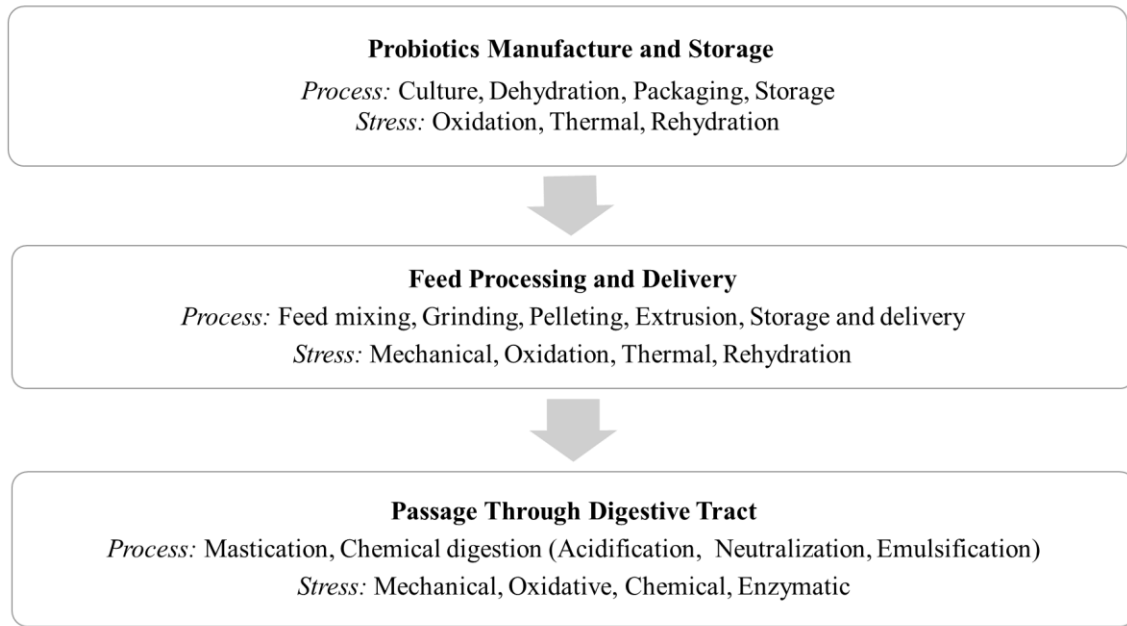 Probiotics Manufacture and Storage
Process: Culture, Dehydration, Packaging, Storage
Stress: Oxidation, Thermal, Rehydration
Feed Processing and Delivery
Process: Feed mixing, Grinding, Pelleting, Extrusion, Storage and delivery
Stress: Mechanical, Oxidation, Thermal, Rehydration
Passage Through Digestive Tract
Process: Mastication, Chemical digestion (Acidification, Neutralization, Emulsification)
Stress: Mechanical, Oxidative, Chemical, Enzymatic